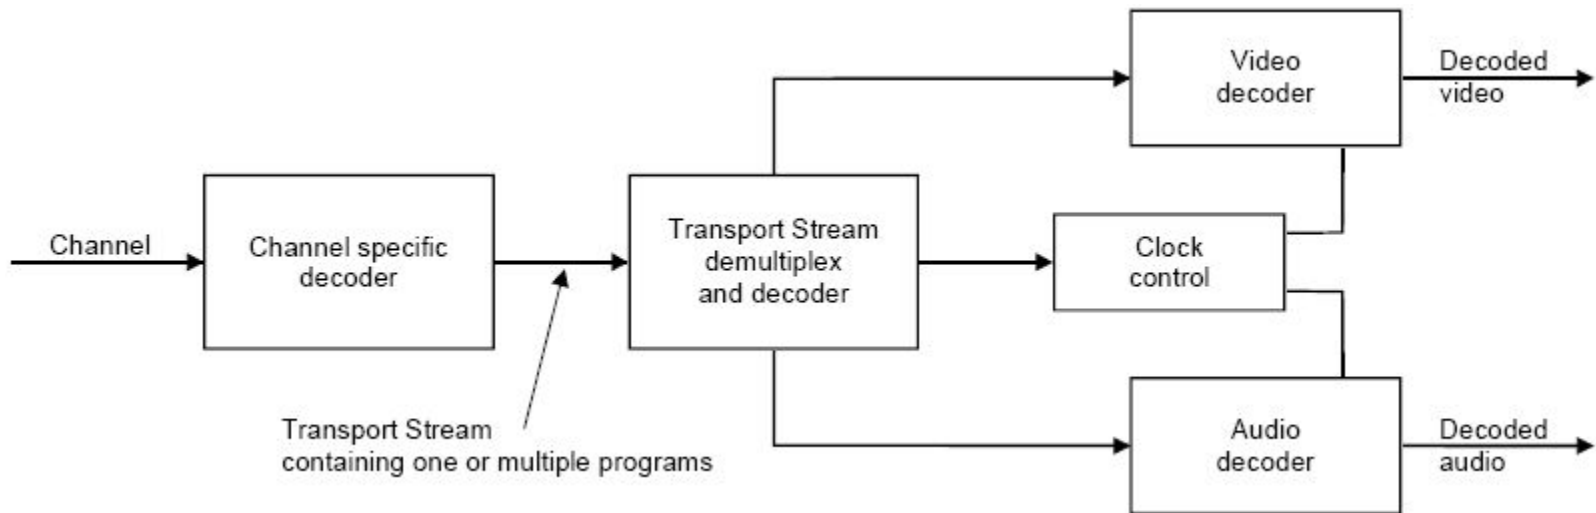 Channel
Channel specific
decoder
Transport Stream
containing one or multiple programs
Transport Stream
demultiplex
and decoder
Clock
control
Video
decoder
Decoded
video
Audio
decoder
Decoded
audio